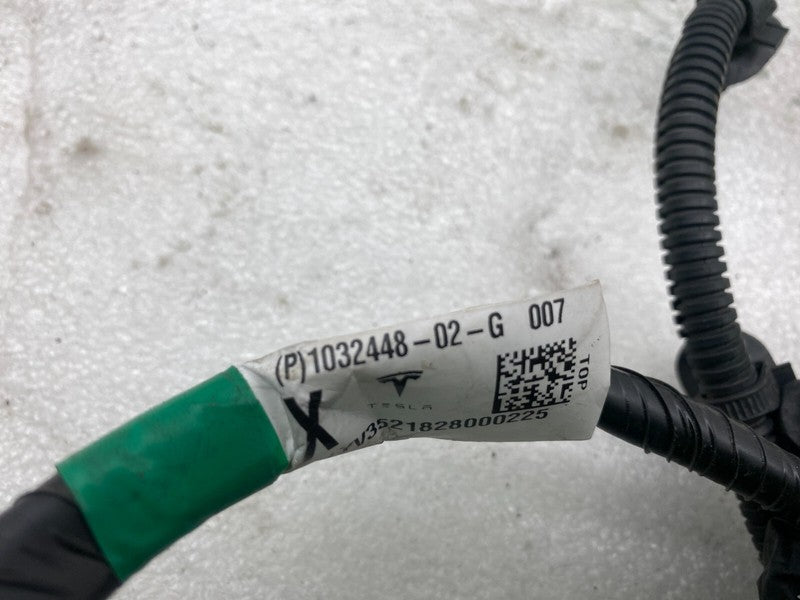 (P)1032448-02-G 007
TOP
X
TESLA
3521828000225